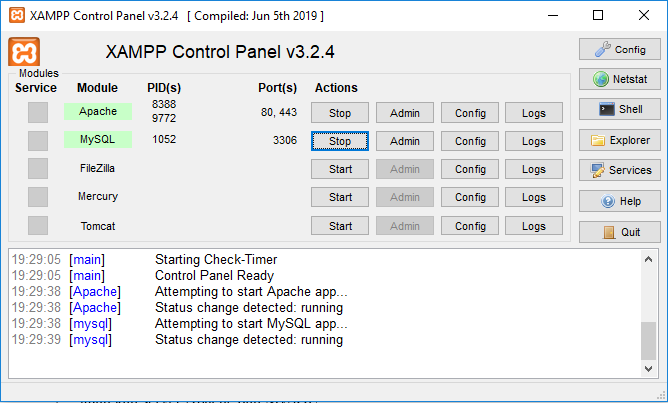 XAMPP Control Panel v3.2.4 [ Compiled: Jun 5th 2019 ]
XAMPP Control Panel v3.2.4
Config
Modules
Service Module PID(s) Port(s) Actions
Netstat
Apache 8388 9772 80, 443 Stop Admin Config Logs
Shell
MySQL 1052 3306 Stop Admin Config Logs
Explorer
FileZilla Start Admin Config Logs
Services
Mercury Start Admin Config Logs
Help
Tomcat Start Admin Config Logs
Quit
19:29:05 [main] Starting Check-Timer
19:29:05 [main] Control Panel Ready
19:29:38 [Apache] Attempting to start Apache app...
19:29:38 [Apache] Status change detected: running
19:29:38 [mysql] Attempting to start MySQL app...
19:29:39 [mysql] Status change detected: running